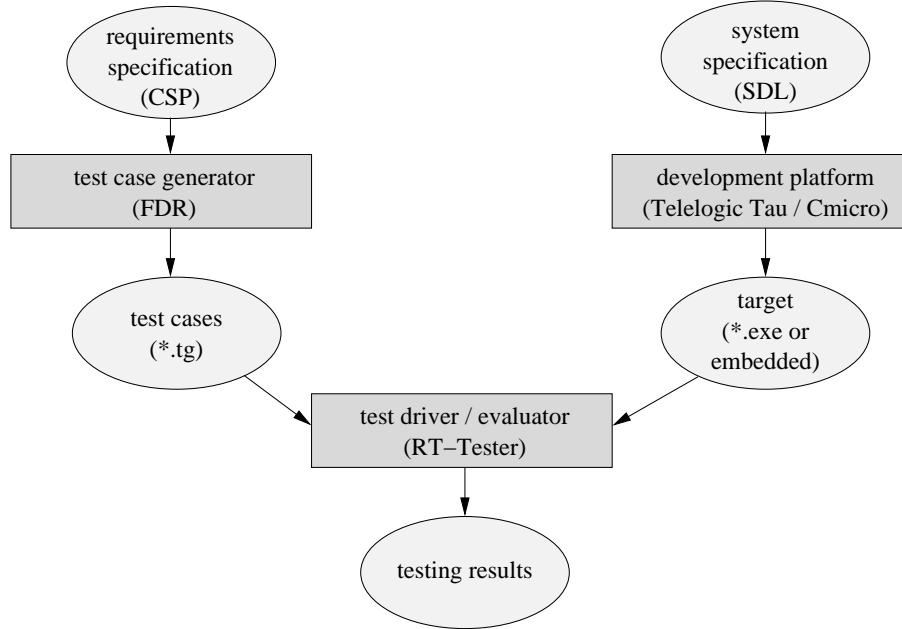 requirements
specification
(CSP)
system
specification
(SDL)
test case generator
(FDR)
development platform
(Telelogic Tau / Cmicro)
test cases
(*.tg)
target
(*.exe or
embedded)
test driver / evaluator
(RT−Tester)
testing results